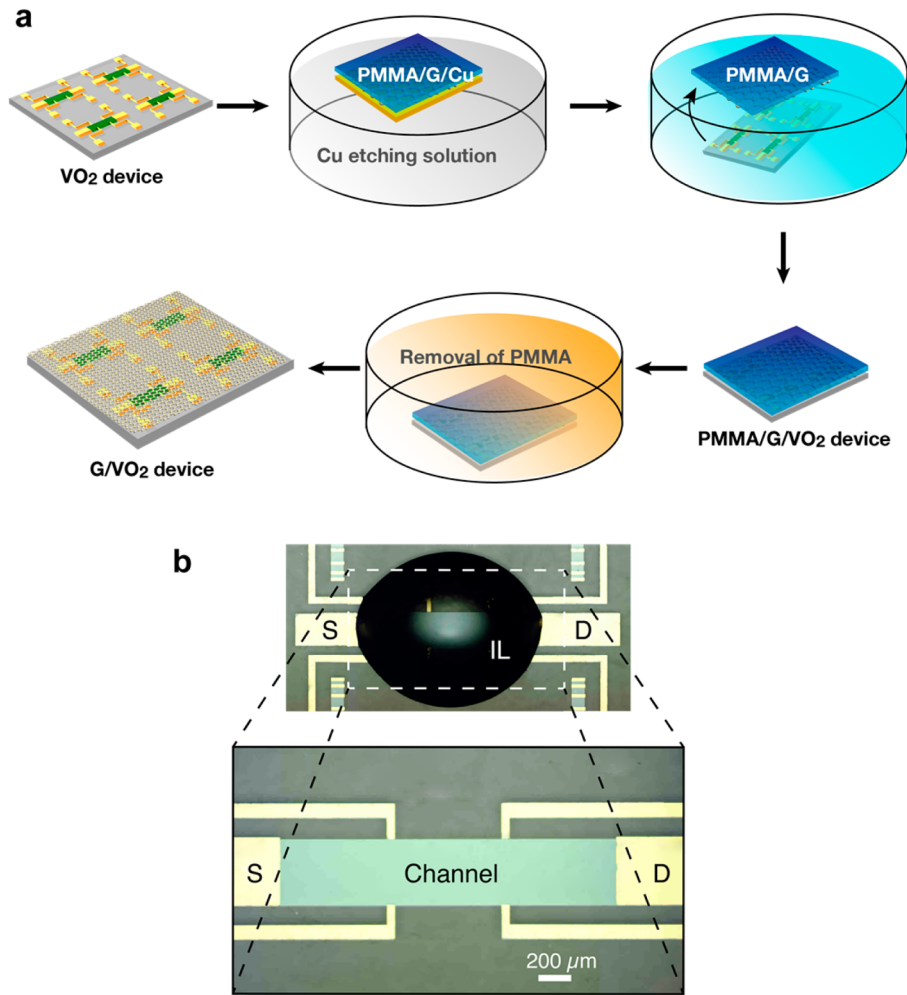 a
VO₂ device
PMMA/G/Cu
Cu etching solution
PMMA/G
G/VO₂ device
Removal of PMMA
PMMA/G/VO₂ device
b
S
IL
D
S
Channel
D
200 μm